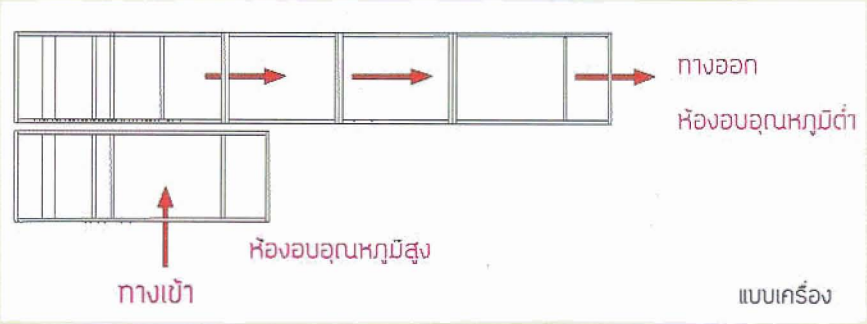 ทางออก
ห้องอบอุณหภูมิต่ำ
ห้องอบอุณหภูมิสูง
ทางเข้า
แบบเครื่อง